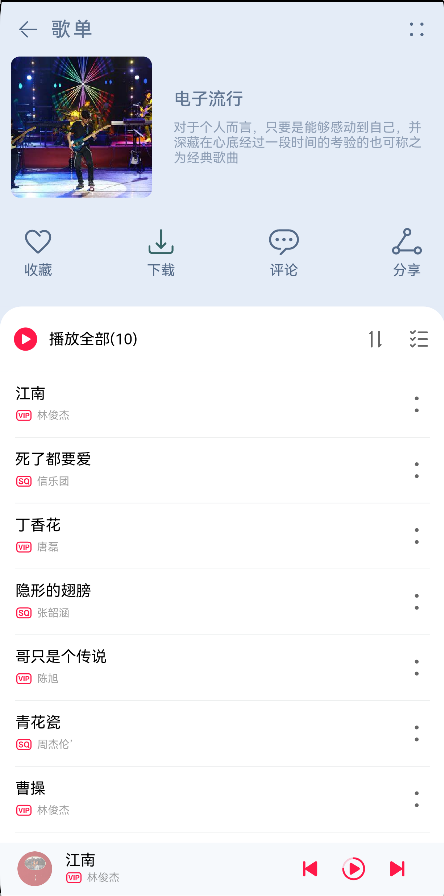 歌单
电子流行
对于个人而言，只要是能够感动到自己，并
深藏在心底经过一段时间的考验的也可称之
为经典歌曲
收藏
下载
评论
分享
播放全部(10)
江南
VIP 林俊杰
死了都要爱
SQ 信乐团
丁香花
VIP 唐磊
隐形的翅膀
SQ 张韶涵
哥只是个传说
VIP 陈旭
青花瓷
SQ 周杰伦'
曹操
VIP 林俊杰
江南
VIP 林俊杰